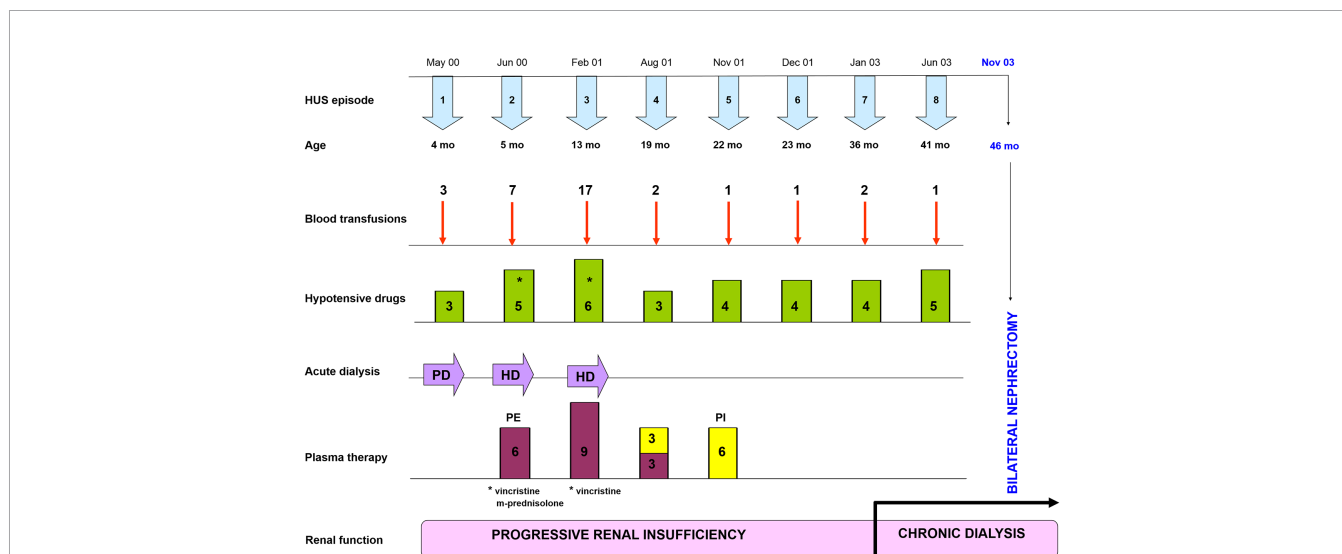 May 00 Jun 00 Feb 01 Aug 01 Nov 01 Dec 01 Jan 03 Jun 03 Nov 03
HUS episode 1 2 3 4 5 6 7 8
Age 4 mo 5 mo 13 mo 19 mo 22 mo 23 mo 36 mo 41 mo 46 mo
3 7 17 2 1 1 2 1
Blood transfusions
* *
Hypotensive drugs 3 5 6 3 4 4 4 5
Acute dialysis PD HD HD
PE PI
3
Plasma therapy 6 9 3 6
* vincristine * vincristine
m-prednisolone
BILATERAL NEPHRECTOMY
PROGRESSIVE RENAL INSUFFICIENCY CHRONIC DIALYSIS
Renal function